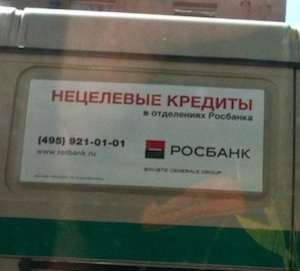 НЕЦЕЛЕВЫЕ КРЕДИТЫ
в отделениях Росбанка
(495) 921-01-01
www.rosbank.ru
РОСБАНК
SOCIETE GENERALE GROUP